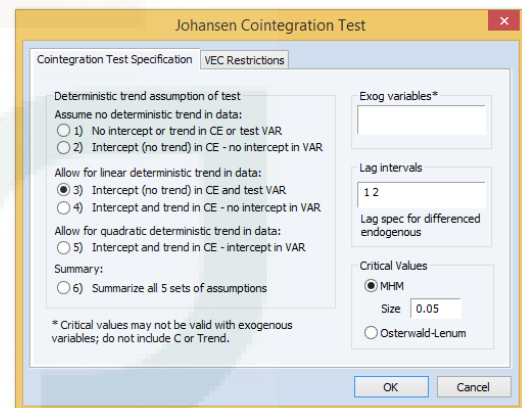 Johansen Cointegration Test
Cointegration Test Specification
VEC Restrictions
Deterministic trend assumption of test
Assume no deterministic trend in data:
1) No intercept or trend in CE or test VAR
2) Intercept (no trend) in CE - no intercept in VAR
Allow for linear deterministic trend in data:
3) Intercept (no trend) in CE and test VAR
4) Intercept and trend in CE - no intercept in VAR
Allow for quadratic deterministic trend in data:
5) Intercept and trend in CE - intercept in VAR
Summary:
6) Summarize all 5 sets of assumptions
* Critical values may not be valid with exogenous
variables; do not include C or Trend.
Exog variables*
Lag intervals
1 2
Lag spec for differenced
endogenous
Critical Values
MHM
Size 0.05
Osterwald-Lenum
OK
Cancel